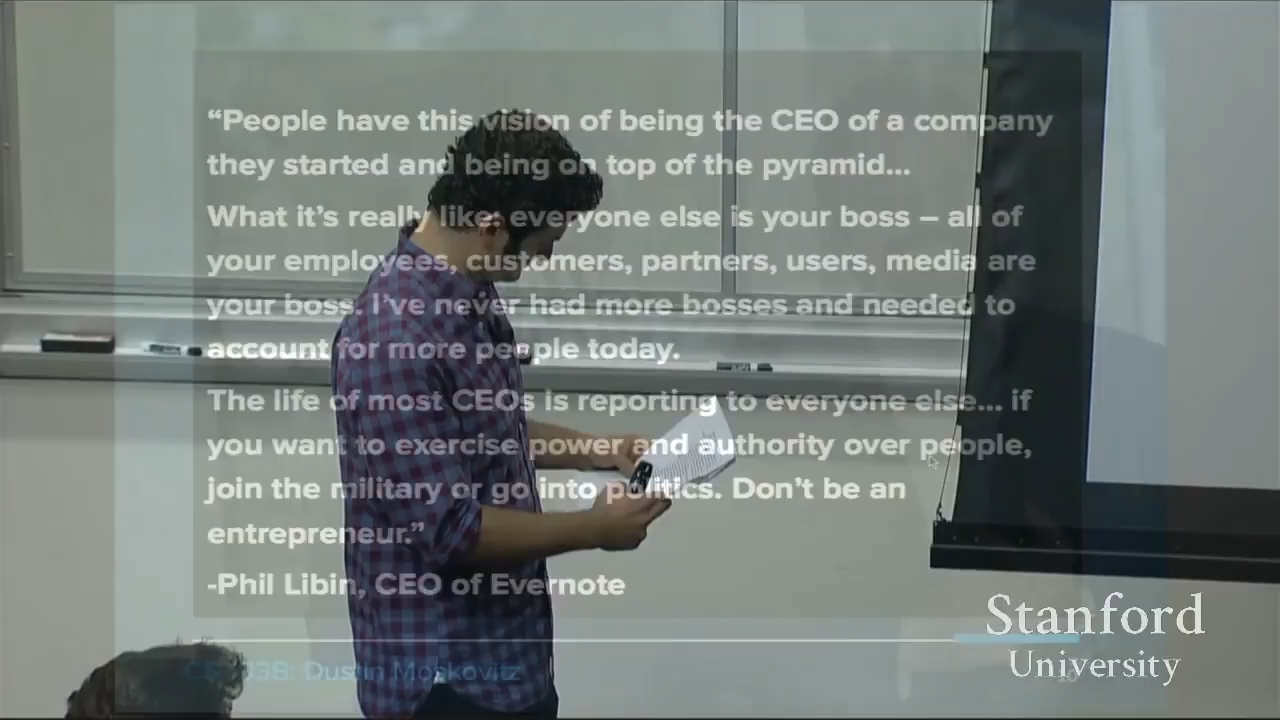 “People have this vision of being the CEO of a company
they started and being on top of the pyramid...
What it’s really like: everyone else is your boss – all of
your employees, customers, partners, users, media are
your boss. I’ve never had more bosses and needed to
account for more people today.
The life of most CEOs is reporting to everyone else... if
you want to exercise power and authority over people,
join the military or go into politics. Don’t be an
entrepreneur.”
-Phil Libin, CEO of Evernote
Stanford
University
Dustin Moskovitz